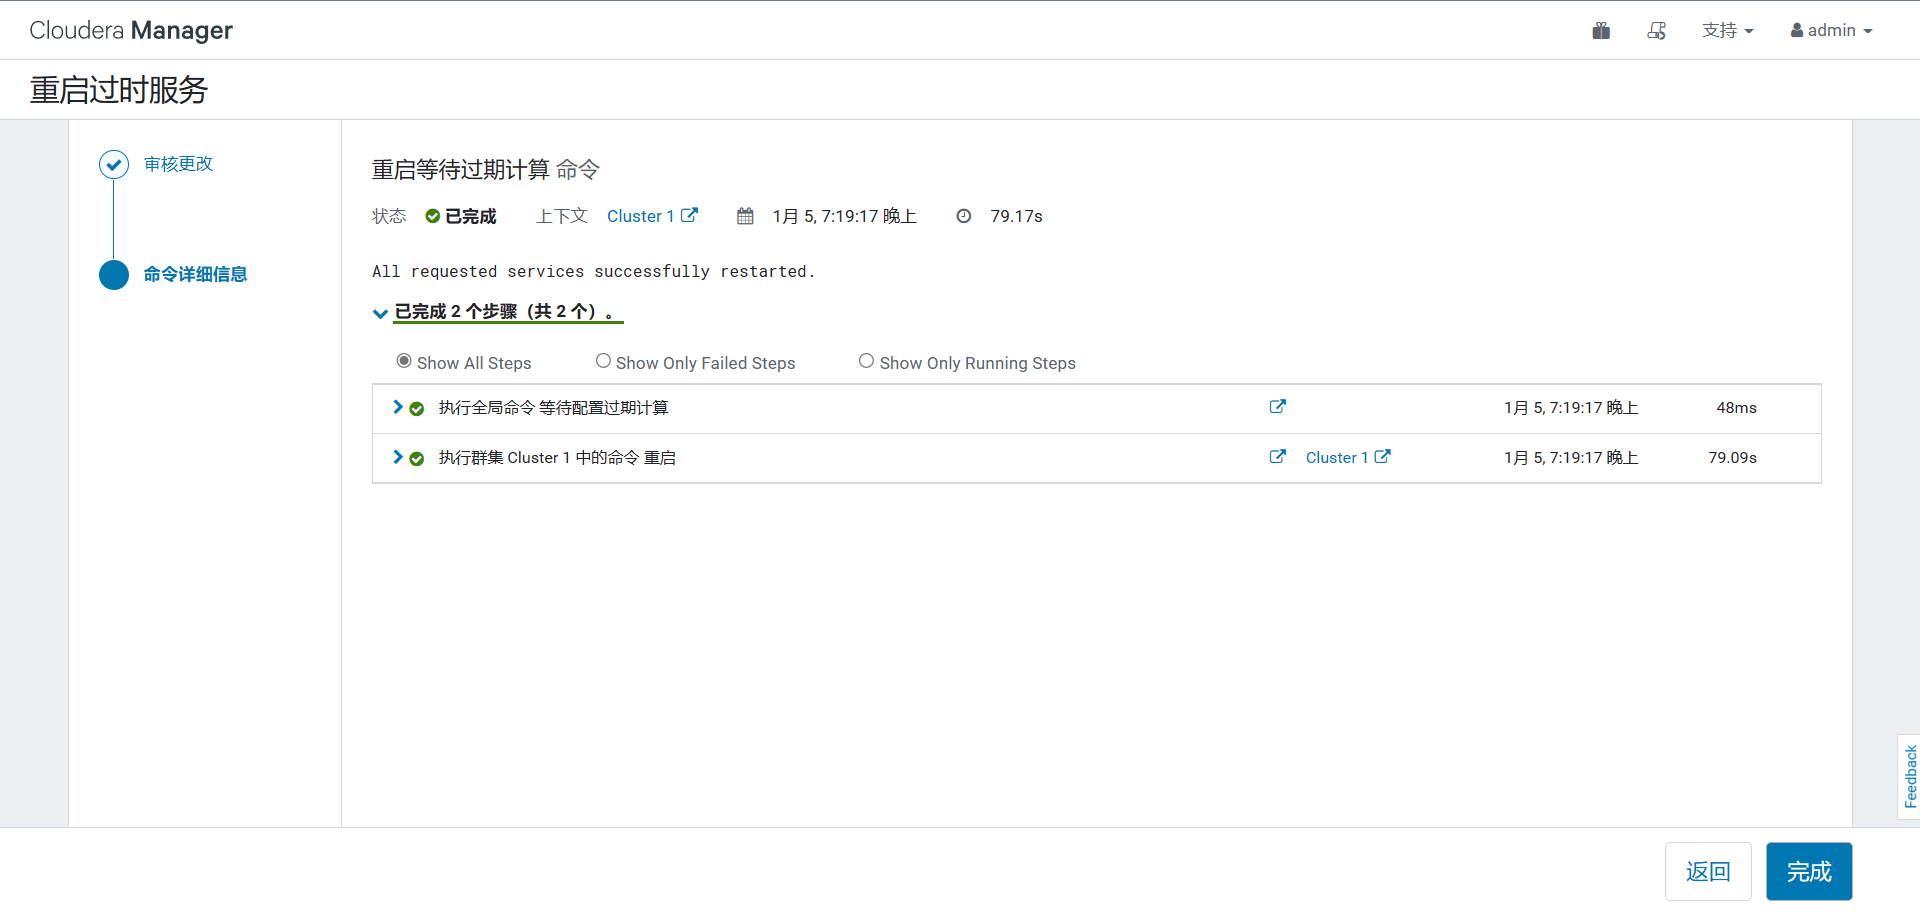 Cloudera Manager
支持
admin
重启过时服务
审核更改
命令详细信息
重启等待过期计算 命令
状态 已完成 上下文 Cluster 1 1月 5, 7:19:17 晚上 79.17s
All requested services successfully restarted.
已完成 2 个步骤（共 2 个）。
Show All Steps Show Only Failed Steps Show Only Running Steps
执行全局命令 等待配置过期计算 1月 5, 7:19:17 晚上 48ms
执行群集 Cluster 1 中的命令 重启 Cluster 1 1月 5, 7:19:17 晚上 79.09s
Feedback
返回 完成